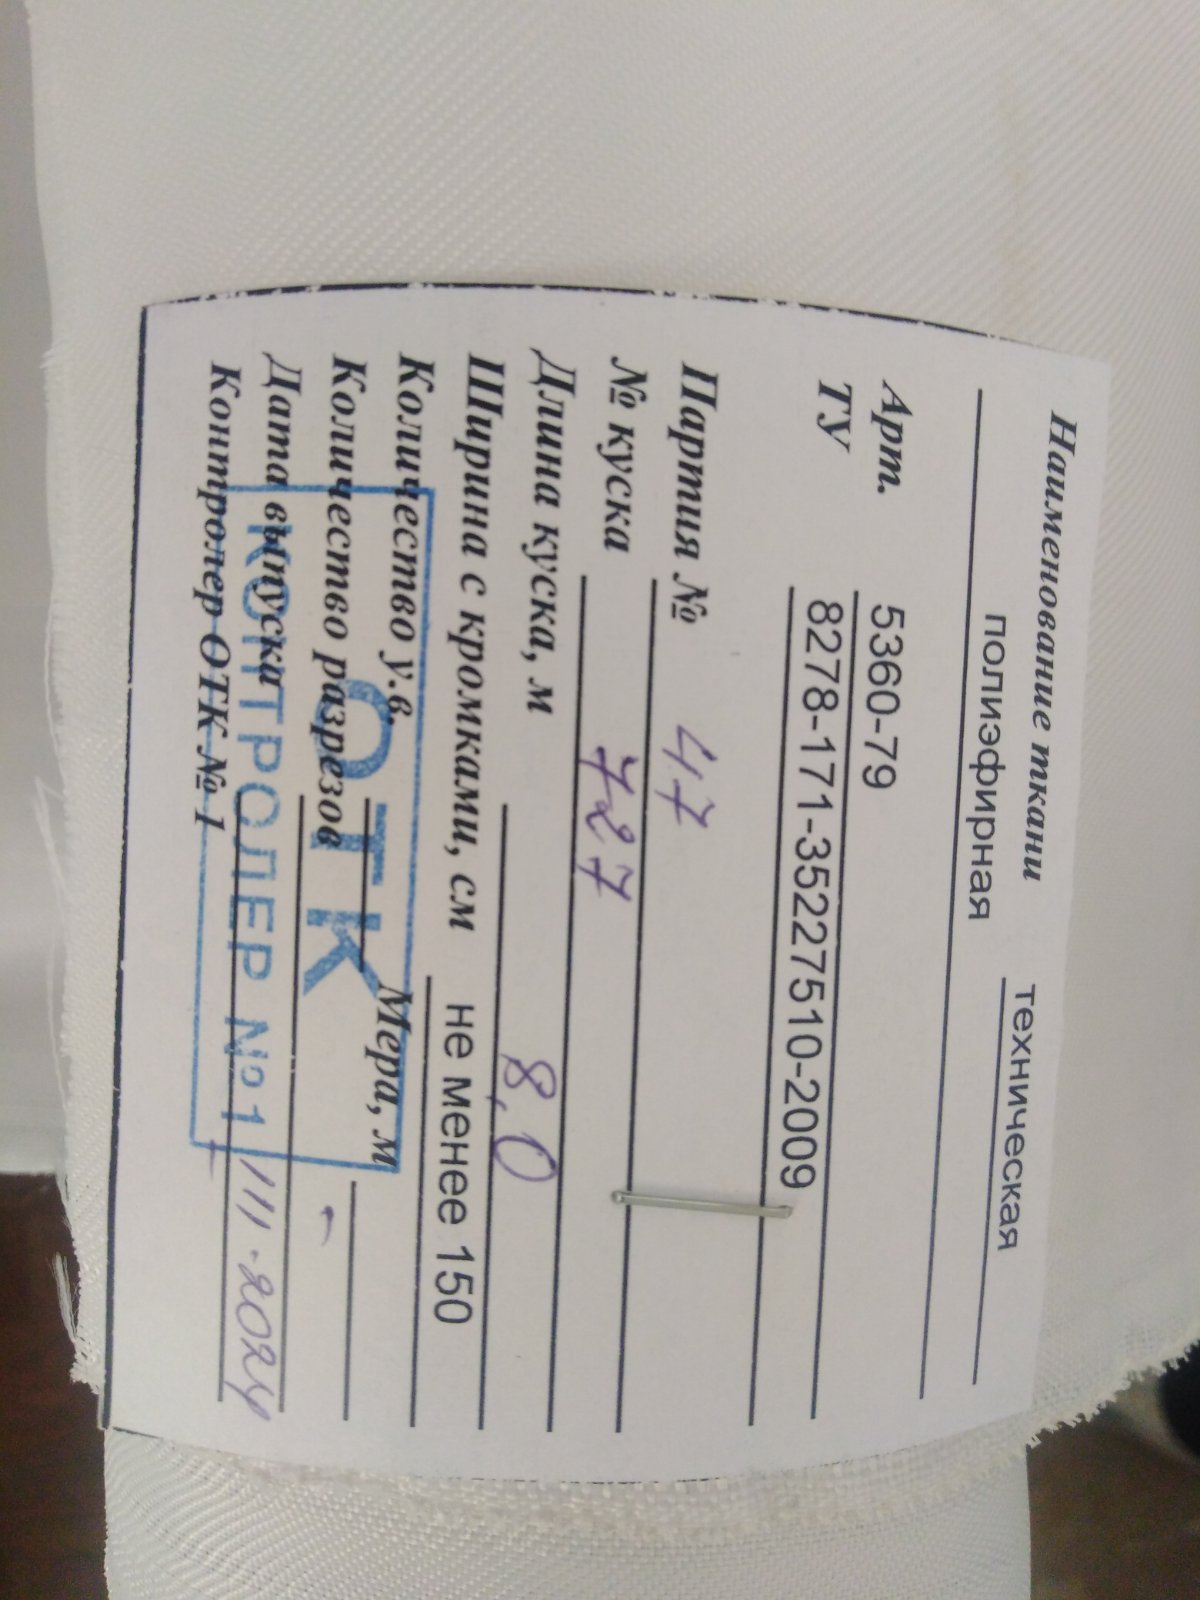 Наименование ткани техническая
полиэфирная
Арт. 5360-79
ТУ 8278-171-35227510-2009
Партия № 47
№ куска 727
Длина куска, м 8,0
Ширина с кромками, см не менее 150
Количество у.в. Мера, м
Количество разрезов -
Дата выпуска III-2024
Контролер ОТК № 1
ОТК
КОНТРОЛЕР №1